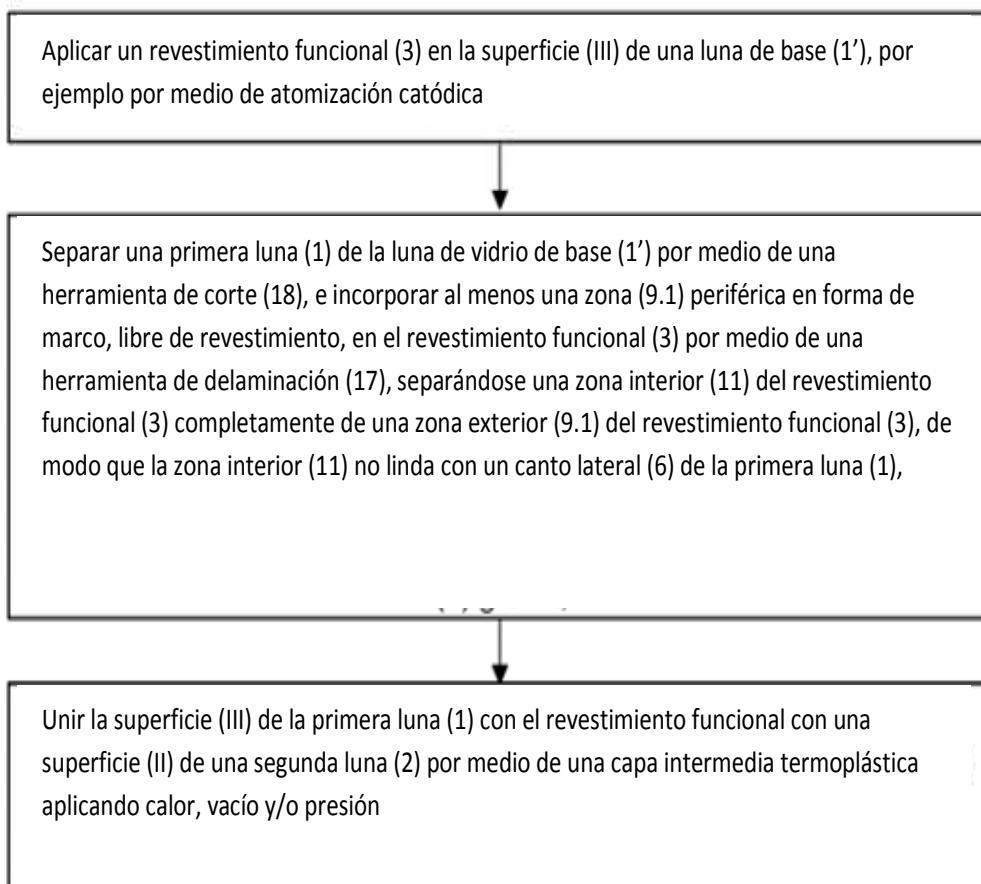 Aplicar un revestimiento funcional (3) en la superficie (III) de una luna de base (1’), por
ejemplo por medio de atomización catódica
Separar una primera luna (1) de la luna de vidrio de base (1’) por medio de una
herramienta de corte (18), e incorporar al menos una zona (9.1) periférica en forma de
marco, libre de revestimiento, en el revestimiento funcional (3) por medio de una
herramienta de delaminación (17), separándose una zona interior (11) del revestimiento
funcional (3) completamente de una zona exterior (9.1) del revestimiento funcional (3), de
modo que la zona interior (11) no linda con un canto lateral (6) de la primera luna (1),
Unir la superficie (III) de la primera luna (1) con el revestimiento funcional con una
superficie (II) de una segunda luna (2) por medio de una capa intermedia termoplástica
aplicando calor, vacío y/o presión